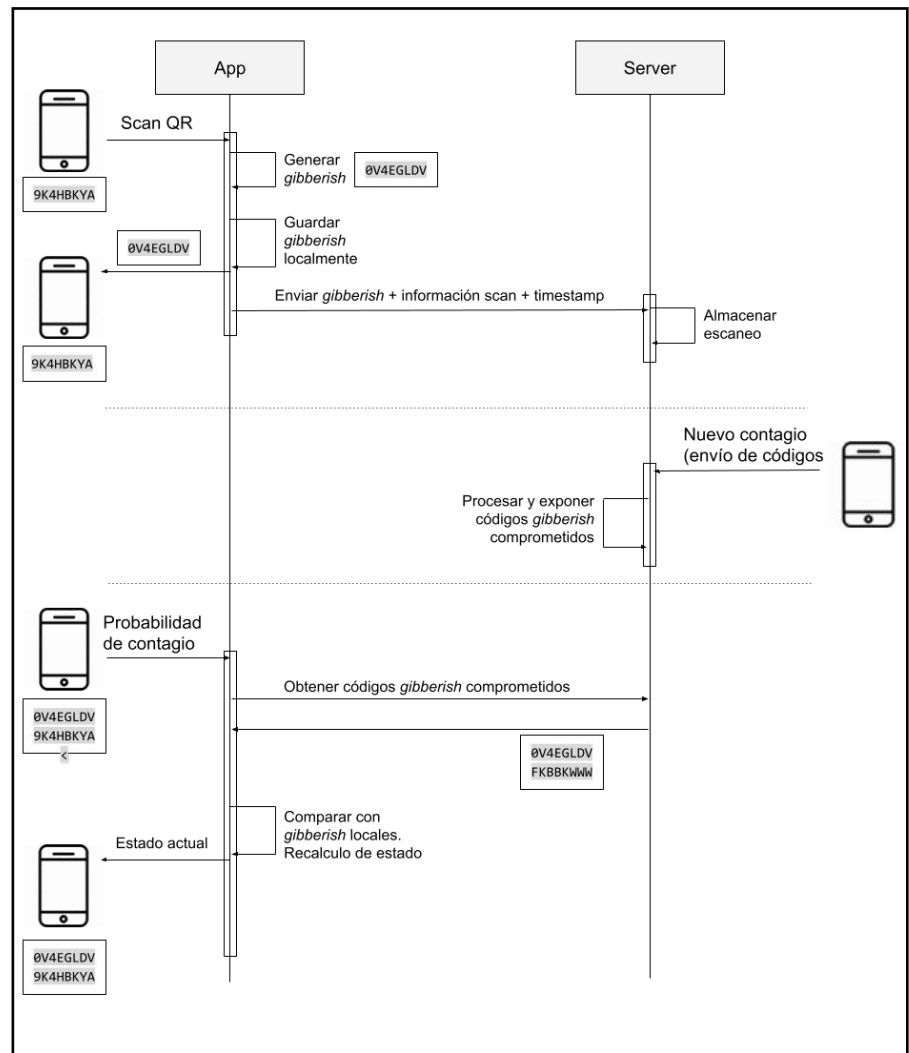 App
Server
Scan QR
9K4HBKYA
Generar
gibberish
0V4EGLDV
Guardar
gibberish
localmente
0V4EGLDV
9K4HBKYA
Enviar gibberish + información scan + timestamp
Almacenar
escaneo
Nuevo contagio
(envío de códigos
Procesar y exponer
códigos gibberish
comprometidos
Probabilidad
de contagio
0V4EGLDV
9K4HBKYA
<
Obtener códigos gibberish comprometidos
0V4EGLDV
FKBBKWWW
Comparar con
gibberish locales.
Recalculo de estado
Estado actual
0V4EGLDV
9K4HBKYA